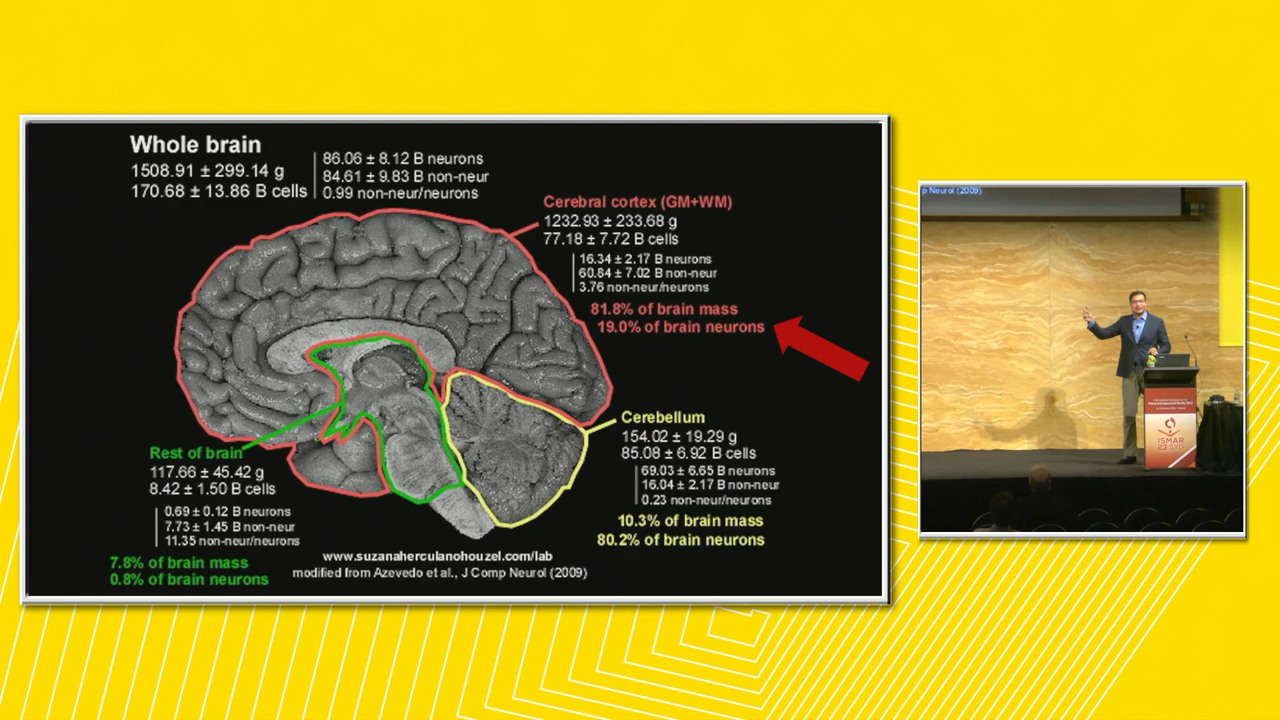 Whole brain
1508.91 ± 299.14 g
170.68 ± 13.86 B cells
86.06 ± 8.12 B neurons
84.61 ± 9.83 B non-neur
0.99 non-neur/neurons
Cerebral cortex (GM+WM)
1232.93 ± 233.68 g
77.18 ± 7.72 B cells
16.34 ± 2.17 B neurons
60.84 ± 7.02 B non-neur
3.76 non-neur/neurons
81.8% of brain mass
19.0% of brain neurons
Cerebellum
154.02 ± 19.29 g
85.08 ± 6.92 B cells
69.03 ± 6.65 B neurons
16.04 ± 2.17 B non-neur
0.23 non-neur/neurons
10.3% of brain mass
80.2% of brain neurons
Rest of brain
117.66 ± 45.42 g
8.42 ± 1.50 B cells
0.69 ± 0.12 B neurons
7.73 ± 1.45 B non-neur
11.35 non-neur/neurons
7.8% of brain mass
0.8% of brain neurons
www.suzanaherculanohouzel.com/lab
modified from Azevedo et al., J Comp Neurol (2009)
p Neurol (2009)
ISMAR
23 SYD